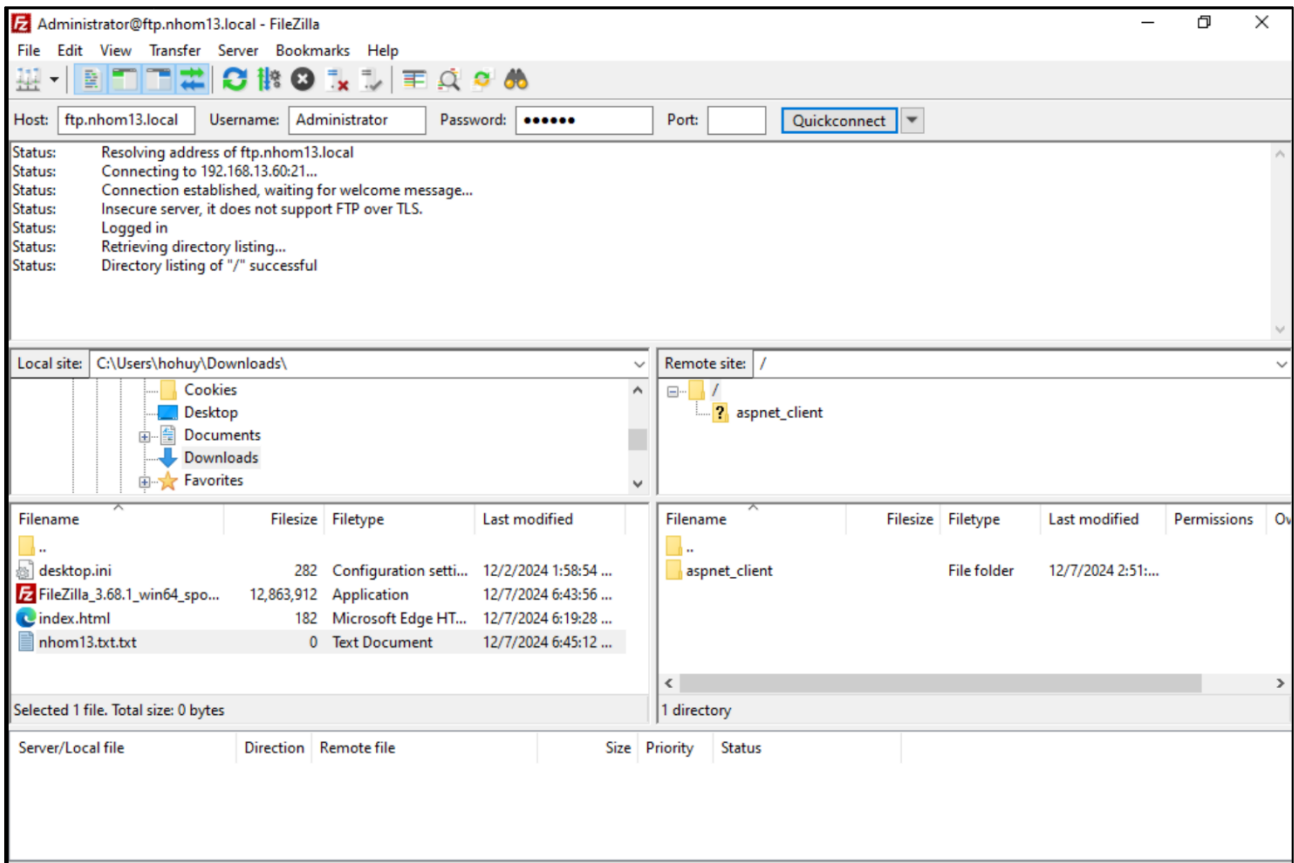 Administrator@ftp.nhom13.local - FileZilla
File Edit View Transfer Server Bookmarks Help
Host: ftp.nhom13.local Username: Administrator Password: •••••• Port: Quickconnect
Status: Resolving address of ftp.nhom13.local
Status: Connecting to 192.168.13.60:21...
Status: Connection established, waiting for welcome message...
Status: Insecure server, it does not support FTP over TLS.
Status: Logged in
Status: Retrieving directory listing...
Status: Directory listing of "/" successful
Local site: C:\Users\hohuy\Downloads\
Cookies
Desktop
Documents
Downloads
Favorites
Remote site: /
/
? aspnet_client
Filename Filesize Filetype Last modified
..
desktop.ini 282 Configuration setti... 12/2/2024 1:58:54 ...
FileZilla_3.68.1_win64_spo... 12,863,912 Application 12/7/2024 6:43:56 ...
index.html 182 Microsoft Edge HT... 12/7/2024 6:19:28 ...
nhom13.txt.txt 0 Text Document 12/7/2024 6:45:12 ...
Selected 1 file. Total size: 0 bytes
Filename Filesize Filetype Last modified Permissions Ow
..
aspnet_client File folder 12/7/2024 2:51:...
1 directory
Server/Local file Direction Remote file Size Priority Status